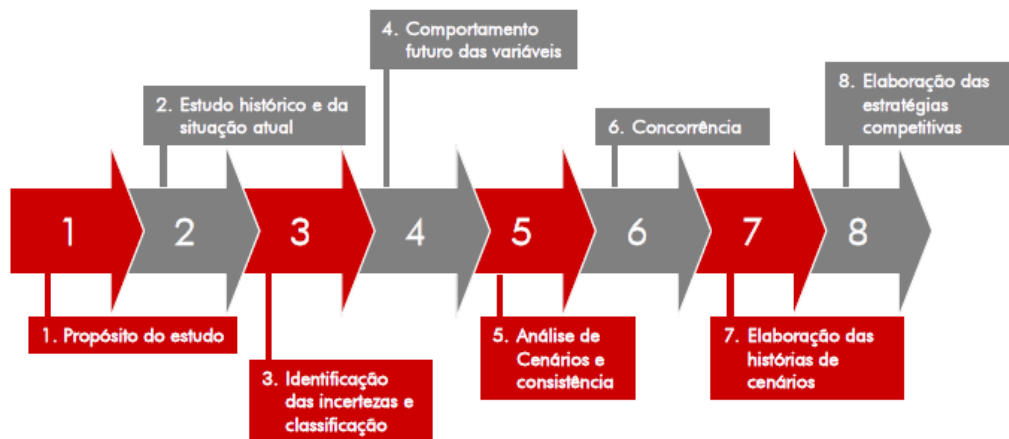 4. Comportamento
futuro das variáveis
2. Estudo histórico e da
situação atual
6. Concorrência
8. Elaboração das
estratégias
competitivas
1
2
3
4
5
6
7
8
1. Propósito do estudo
3. Identificação
das incertezas e
classificação
5. Análise de
Cenários e
consistência
7. Elaboração das
histórias de
cenários